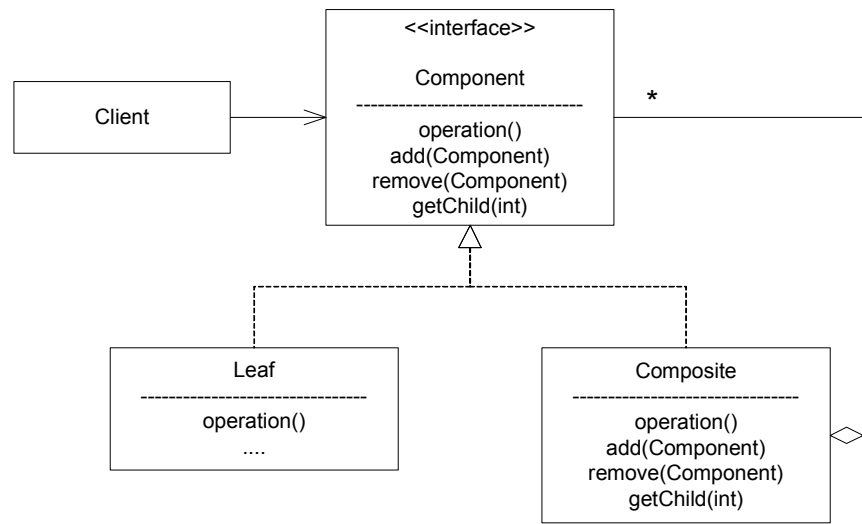 <<interface>>
Component
---------------------------------
operation()
add(Component)
remove(Component)
getChild(int)
Client
*
Leaf
---------------------------------
operation()
....
Composite
---------------------------------
operation()
add(Component)
remove(Component)
getChild(int)